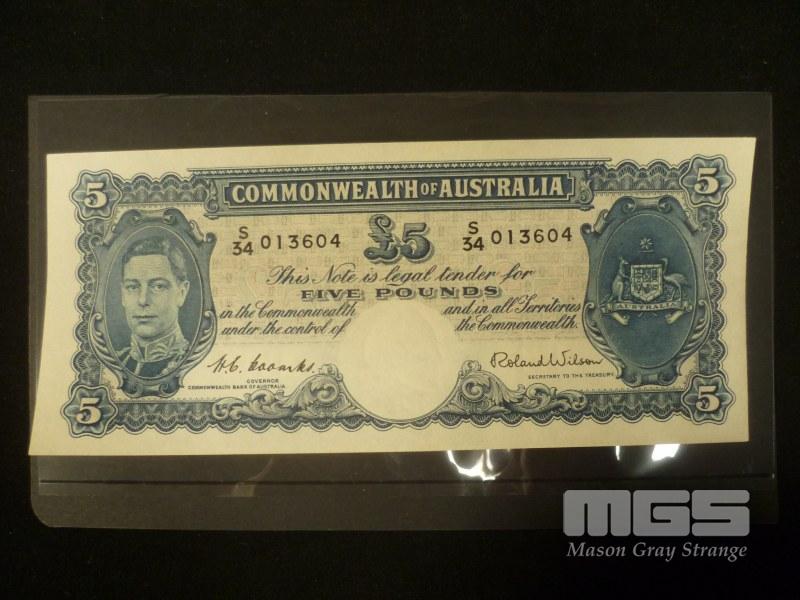 5
5
COMMONWEALTH OF AUSTRALIA
S/34 013604
£5
S/34 013604
This Note is legal tender for
FIVE POUNDS
in the Commonwealth and in all Territories
under the control of the Commonwealth.
AUSTRALIA
H.C. Coombs.
Roland Wilson
GOVERNOR
COMMONWEALTH BANK OF AUSTRALIA
SECRETARY TO THE TREASURY
5
5
MGS
Mason Gray Strange